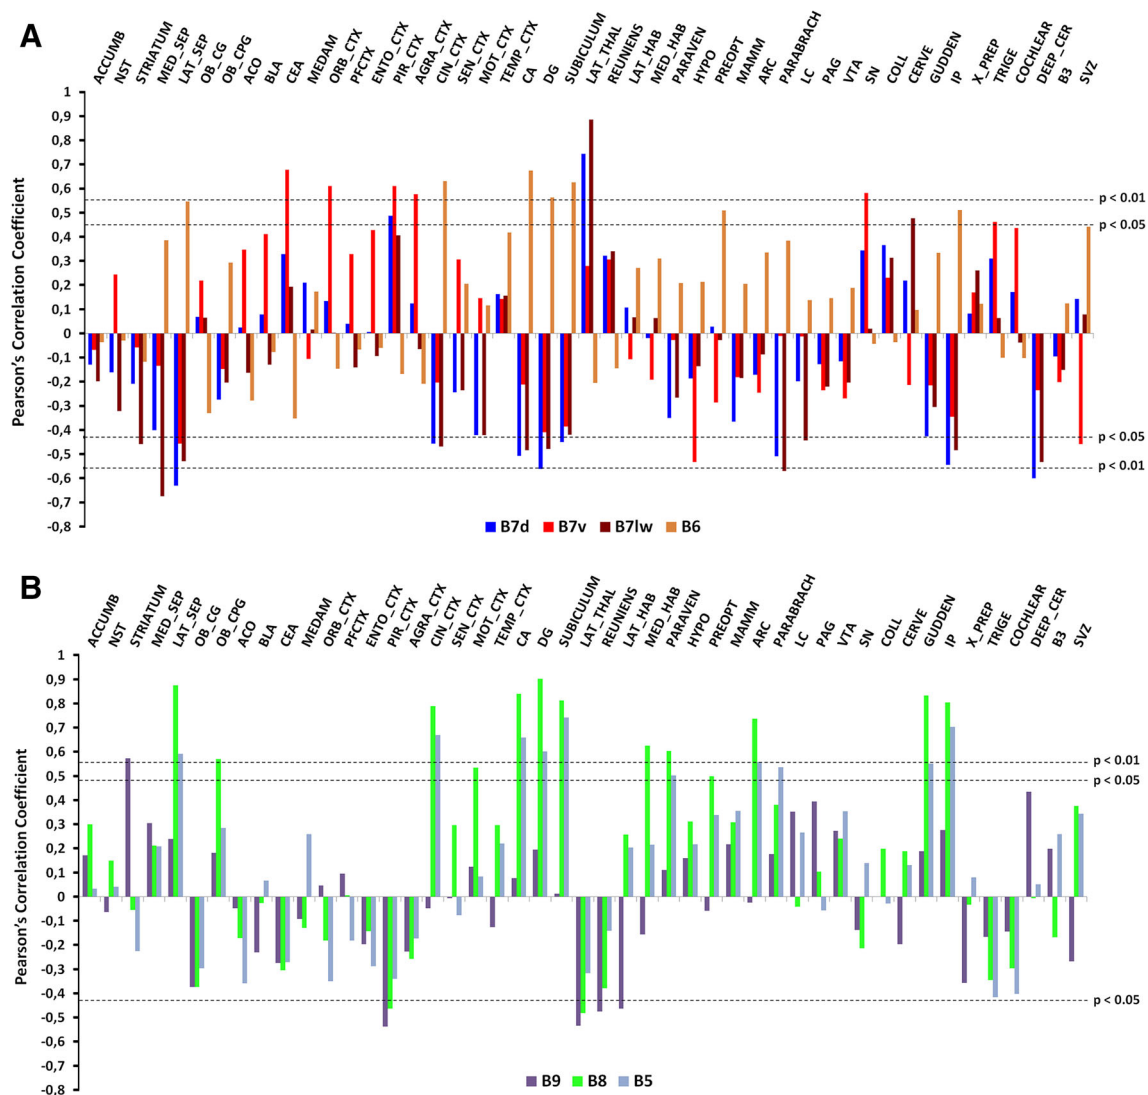 A
ACCUMB
NST
STRIATUM
MED_SEP
LAT_SEP
OB_CG
OB_CPG
ACO
BLA
CEA
MEDAM
ORB_CTX
PFCTX
ENTO_CTX
PIR_CTX
AGRA_CTX
CIN_CTX
SEN_CTX
MOT_CTX
TEMP_CTX
CA
DG
SUBICULUM
LAT_THAL
REUNIENS
LAT_HAB
MED_HAB
PARAVEN
HYPO
PREOPT
MAMM
ARC
PARABRACH
LC
PAG
VTA
SN
COLL
CERVE
GUDDEN
IP
X_PREP
TRIGE
COCHLEAR
DEEP_CER
B3
SVZ
Pearson's Correlation Coefficient
1
0,9
0,8
0,7
0,6
0,5
0,4
0,3
0,2
0,1
0
-0,1
-0,2
-0,3
-0,4
-0,5
-0,6
-0,7
-0,8
p < 0.01
p < 0.05
p < 0.05
p < 0.01
B7d B7v B7lw B6
B
ACCUMB
NST
STRIATUM
MED_SEP
LAT_SEP
OB_CG
OB_CPG
ACO
BLA
CEA
MEDAM
ORB_CTX
PFCTX
ENTO_CTX
PIR_CTX
AGRA_CTX
CIN_CTX
SEN_CTX
MOT_CTX
TEMP_CTX
CA
DG
SUBICULUM
LAT_THAL
REUNIENS
LAT_HAB
MED_HAB
PARAVEN
HYPO
PREOPT
MAMM
ARC
PARABRACH
LC
PAG
VTA
SN
COLL
CERVE
GUDDEN
IP
X_PREP
TRIGE
COCHLEAR
DEEP_CER
B3
SVZ
Pearson's Correlation Coefficient
1
0,9
0,8
0,7
0,6
0,5
0,4
0,3
0,2
0,1
0
-0,1
-0,2
-0,3
-0,4
-0,5
-0,6
-0,7
-0.8
p < 0.01
p < 0.05
p < 0.05
B9 B8 B5